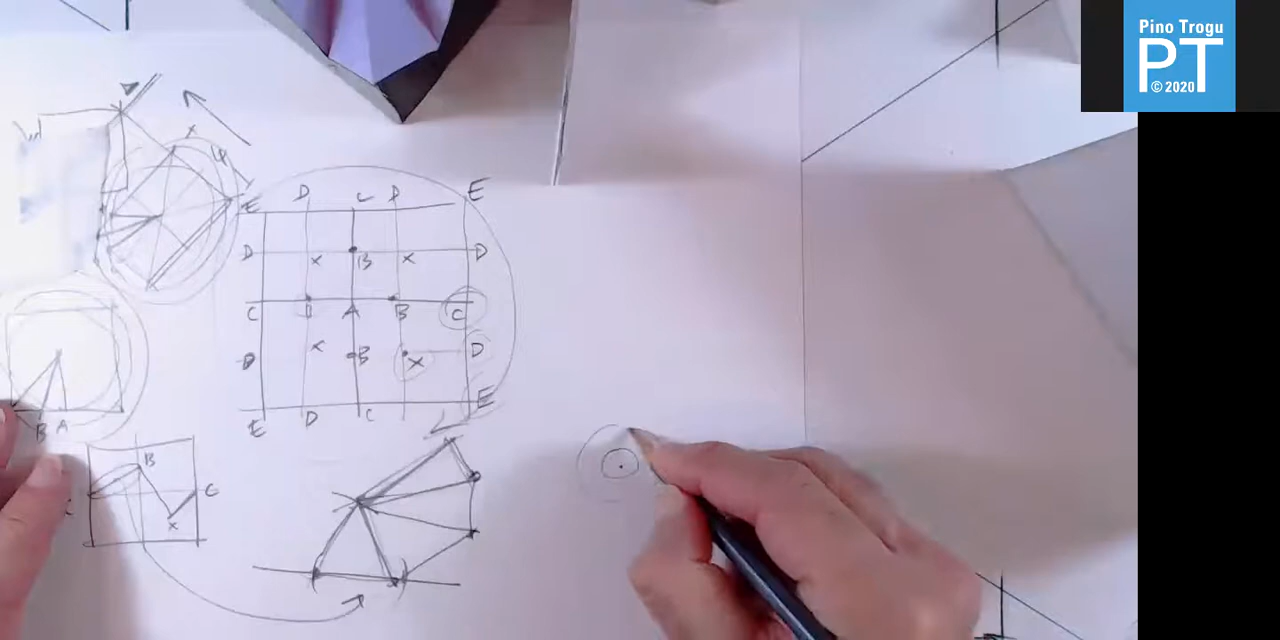 Pino Trogu
PT
© 2020
E D C D E
D X B X D
C B A B C
D X B X D
E D C E
B A
B
C
X